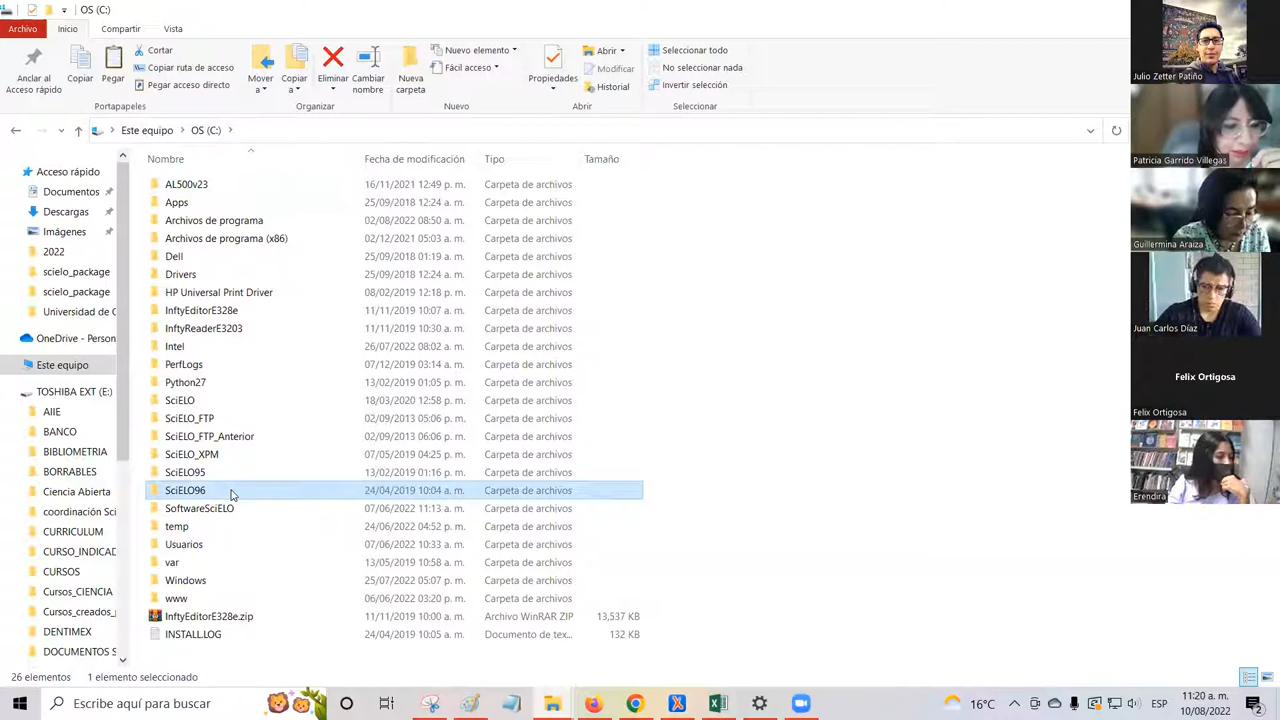 OS (C:)
Archivo Inicio Compartir Vista
Anclar al Acceso rápido
Copiar
Pegar
Cortar
Copiar ruta de acceso
Pegar acceso directo
Portapapeles
Mover a
Copiar a
Eliminar
Cambiar nombre
Organizar
Nueva carpeta
Nuevo elemento
Fácil acceso
Nuevo
Propiedades
Abrir
Modificar
Historial
Abrir
Seleccionar todo
No seleccionar nada
Invertir selección
Seleccionar
Este equipo > OS (C:) >
Acceso rápido
Documentos
Descargas
Imágenes
2022
scielo_package
scielo_package
Universidad de C
OneDrive - Person
Este equipo
TOSHIBA EXT (E:)
AIIE
BANCO
BIBLIOMETRIA
BORRABLES
Ciencia Abierta
coordinación Sci
CURRICULUM
CURSO_INDICAD
CURSOS
Cursos_CIENCIA
Cursos_creados_p
DENTIMEX
DOCUMENTOS S
Nombre Fecha de modificación Tipo Tamaño
AL500v23 16/11/2021 12:49 p. m. Carpeta de archivos
Apps 25/09/2018 12:24 a. m. Carpeta de archivos
Archivos de programa 02/08/2022 08:50 a. m. Carpeta de archivos
Archivos de programa (x86) 02/12/2021 05:03 a. m. Carpeta de archivos
Dell 25/09/2018 01:19 a. m. Carpeta de archivos
Drivers 25/09/2018 12:24 a. m. Carpeta de archivos
HP Universal Print Driver 08/02/2019 12:18 p. m. Carpeta de archivos
InftyEditorE328e 11/11/2019 10:07 a. m. Carpeta de archivos
InftyReaderE3203 11/11/2019 10:30 a. m. Carpeta de archivos
Intel 26/07/2022 08:02 a. m. Carpeta de archivos
PerfLogs 07/12/2019 03:14 a. m. Carpeta de archivos
Python27 13/02/2019 01:05 p. m. Carpeta de archivos
SciELO 18/03/2020 12:58 p. m. Carpeta de archivos
SciELO_FTP 02/09/2013 05:06 p. m. Carpeta de archivos
SciELO_FTP_Anterior 02/09/2013 06:06 p. m. Carpeta de archivos
SciELO_XPM 07/05/2019 04:25 p. m. Carpeta de archivos
SciELO95 13/02/2019 01:16 p. m. Carpeta de archivos
SciELO96 24/04/2019 10:04 a. m. Carpeta de archivos
SoftwareSciELO 07/06/2022 11:13 a. m. Carpeta de archivos
temp 24/06/2022 04:52 p. m. Carpeta de archivos
Usuarios 07/06/2022 10:33 a. m. Carpeta de archivos
var 13/05/2019 10:58 a. m. Carpeta de archivos
Windows 25/07/2022 05:07 p. m. Carpeta de archivos
www 06/06/2022 03:20 p. m. Carpeta de archivos
InftyEditorE328e.zip 11/11/2019 10:00 a. m. Archivo WinRAR ZIP 13,537 KB
INSTALL.LOG 24/04/2019 10:05 a. m. Documento de tex... 132 KB
26 elementos 1 elemento seleccionado
Escribe aquí para buscar
16°C
ESP
11:20 a. m.
10/08/2022
2
Julio Zetter Patiño
Patricia Garrido Villegas
Guillermina Araiza
Juan Carlos Díaz
Felix Ortigosa
Felix Ortigosa
Erendira